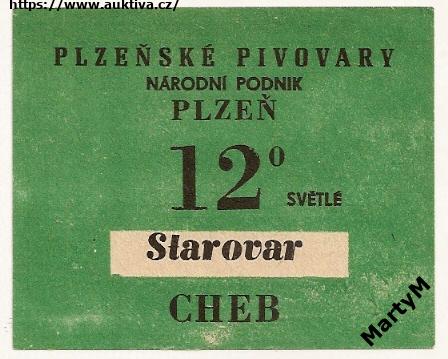 https://www.auktiva.cz/
PLZEŇSKÉ PIVOVARY
NÁRODNÍ PODNIK
PLZEŇ
12° SVĚTLÉ
Starovar
CHEB
MartyM